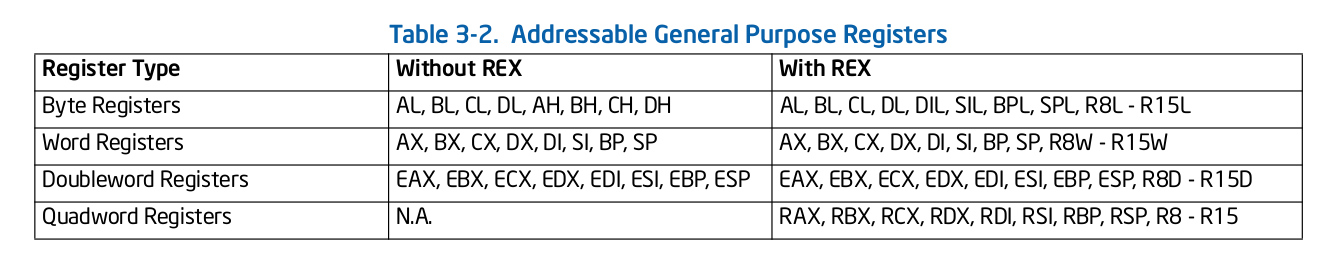 Table 3-2. Addressable General Purpose Registers
Register Type Without REX With REX
Byte Registers AL, BL, CL, DL, AH, BH, CH, DH AL, BL, CL, DL, DIL, SIL, BPL, SPL, R8L - R15L
Word Registers AX, BX, CX, DX, DI, SI, BP, SP AX, BX, CX, DX, DI, SI, BP, SP, R8W - R15W
Doubleword Registers EAX, EBX, ECX, EDX, EDI, ESI, EBP, ESP EAX, EBX, ECX, EDX, EDI, ESI, EBP, ESP, R8D - R15D
Quadword Registers N.A. RAX, RBX, RCX, RDX, RDI, RSI, RBP, RSP, R8 - R15